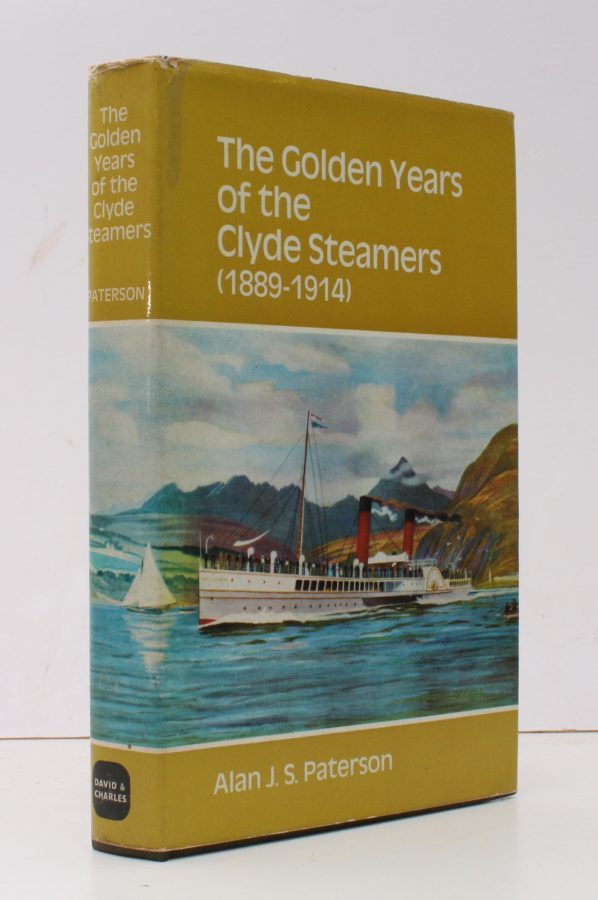 The
Golden
Years
of the
Clyde
Steamers
PATERSON
DAVID &
CHARLES
The Golden Years
of the
Clyde Steamers
(1889-1914)
Alan J. S. Paterson